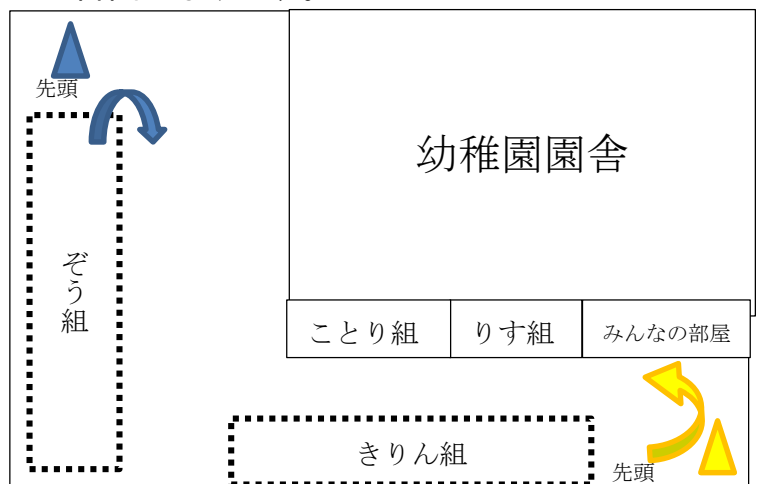 先頭
幼稚園園舎
ぞう組
ことり組
りす組
みんなの部屋
きりん組
先頭